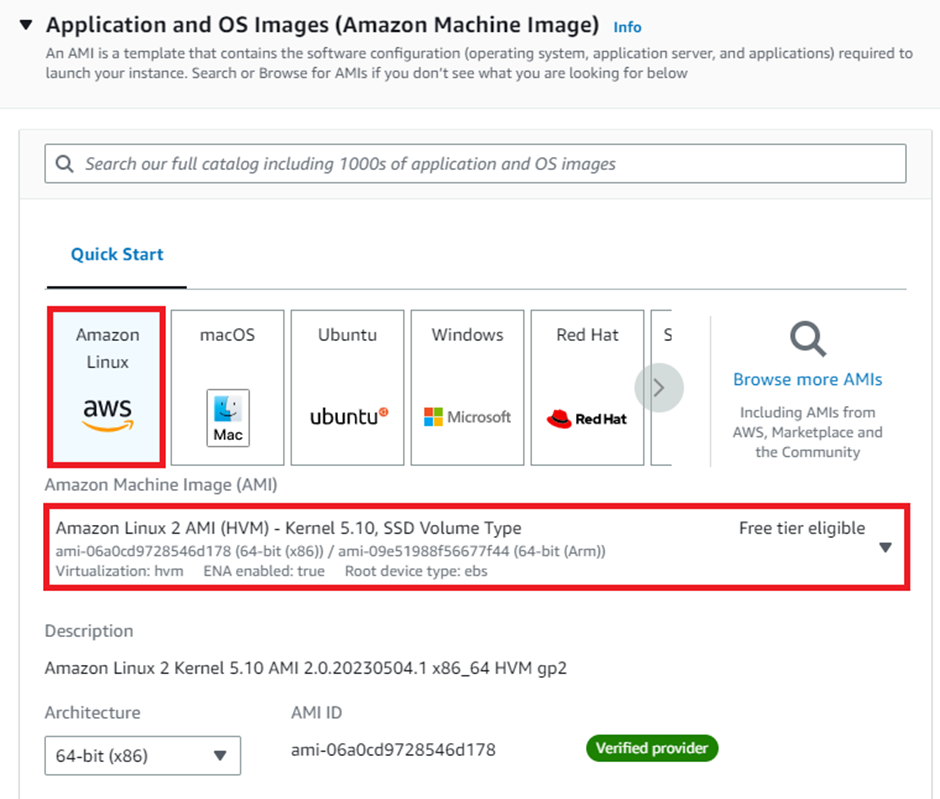 Application and OS Images (Amazon Machine Image) Info
An AMI is a template that contains the software configuration (operating system, application server, and applications) required to
launch your instance. Search or Browse for AMIs if you don't see what you are looking for below
Search our full catalog including 1000s of application and OS images
Quick Start
Amazon
Linux
aws
macOS
Mac
Ubuntu
ubuntu
Windows
Microsoft
Red Hat
Red Hat
S
Browse more AMIs
Including AMIs from
AWS, Marketplace and
the Community
Amazon Machine Image (AMI)
Amazon Linux 2 AMI (HVM) - Kernel 5.10, SSD Volume Type
Free tier eligible
ami-06a0cd9728546d178 (64-bit (x86)) / ami-09e51988f56677f44 (64-bit (Arm))
Virtualization: hvm ENA enabled: true Root device type: ebs
Description
Amazon Linux 2 Kernel 5.10 AMI 2.0.20230504.1 x86_64 HVM gp2
Architecture
64-bit (x86)
AMI ID
ami-06a0cd9728546d178
Verified provider